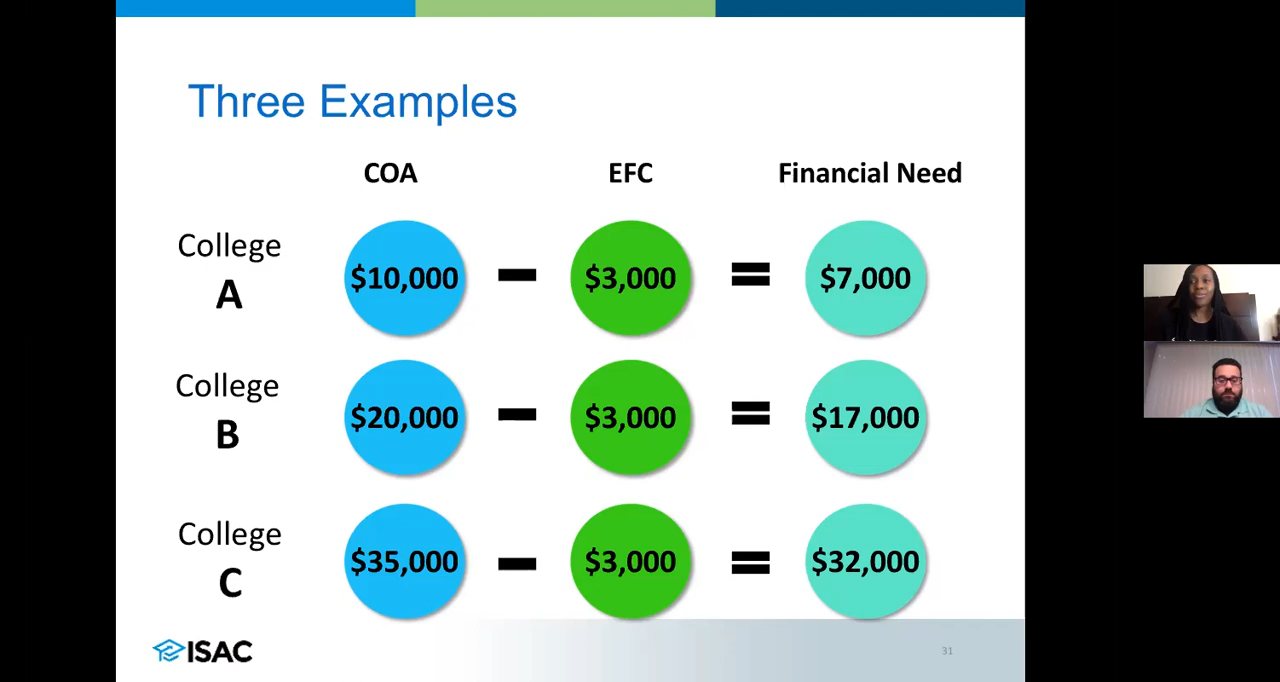 Three Examples
COA EFC Financial Need
College
A
$10,000 - $3,000 = $7,000
College
B
$20,000 - $3,000 = $17,000
College
C
$35,000 - $3,000 = $32,000
ISAC
31